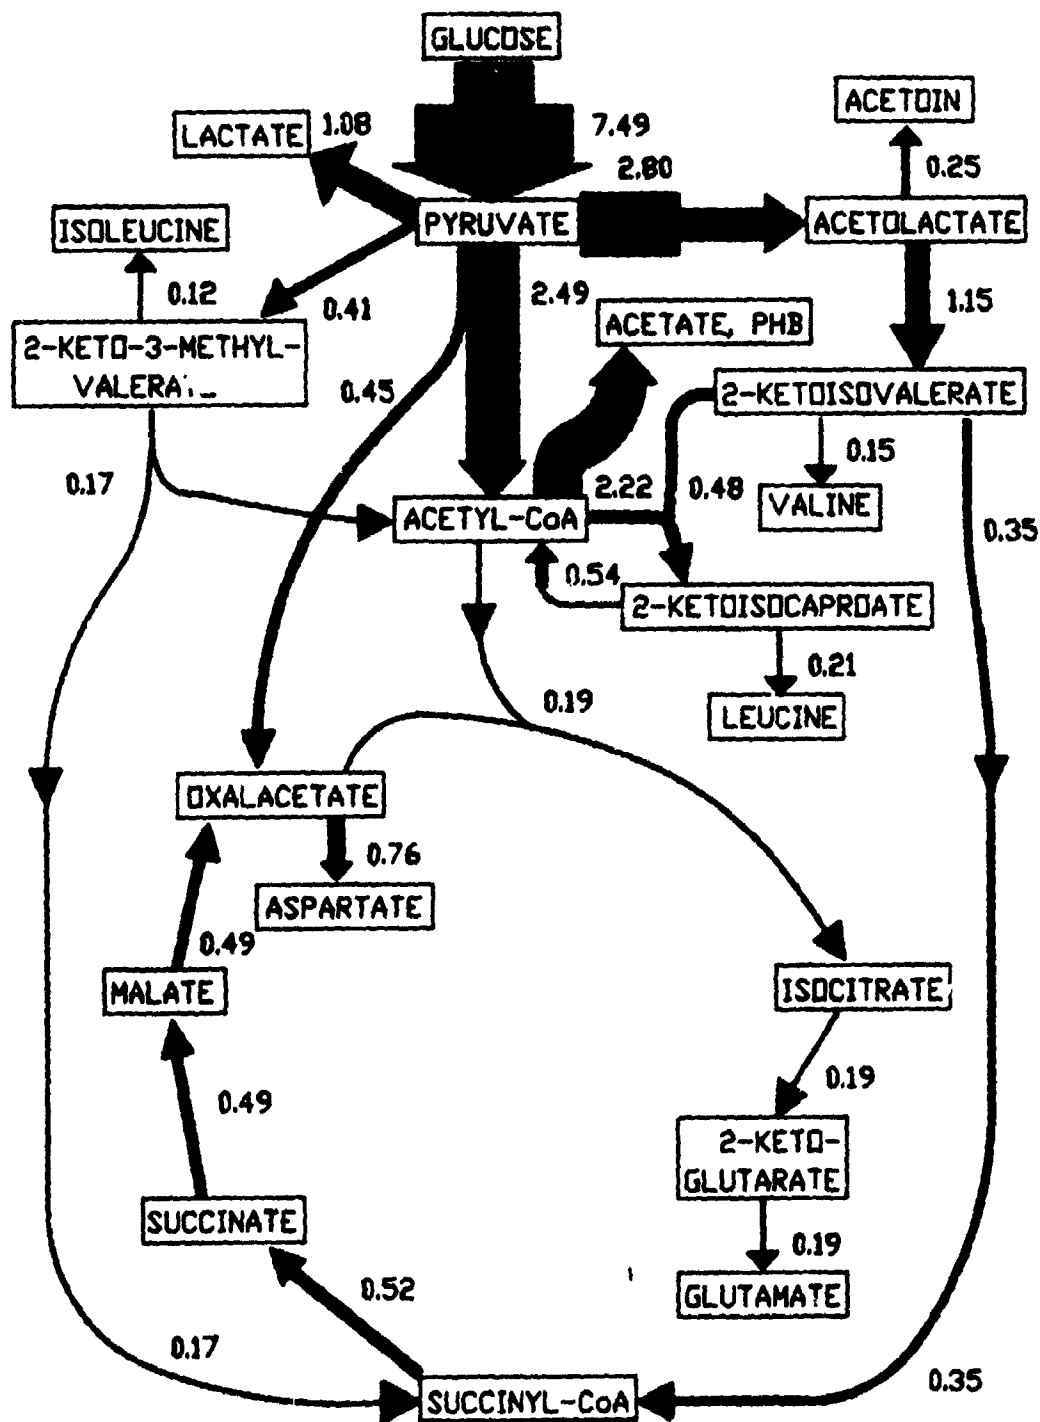 GLUCOSE
7.49
ACETOIN
LACTATE
1.08
2.80
0.25
ISOLEUCINE
PYRUVATE
ACETOLACTATE
0.12
0.41
2.49
1.15
ACETATE, PHB
2-KETO-3-METHYL-
0.45
2-KETOISOVALERATE
0.15
0.17
2.22
0.48
VALINE
ACETYL-CoA
0.35
0.54
2-KETOISOCAPROATE
0.21
0.19
LEUCINE
OXALACETATE
0.76
ASPARTATE
0.49
MALATE
ISOCITRATE
0.19
0.49
2-KETO-
GLUTARATE
SUCCINATE
0.19
0.52
GLUTAMATE
0.17
0.35
SUCCINYL-CoA